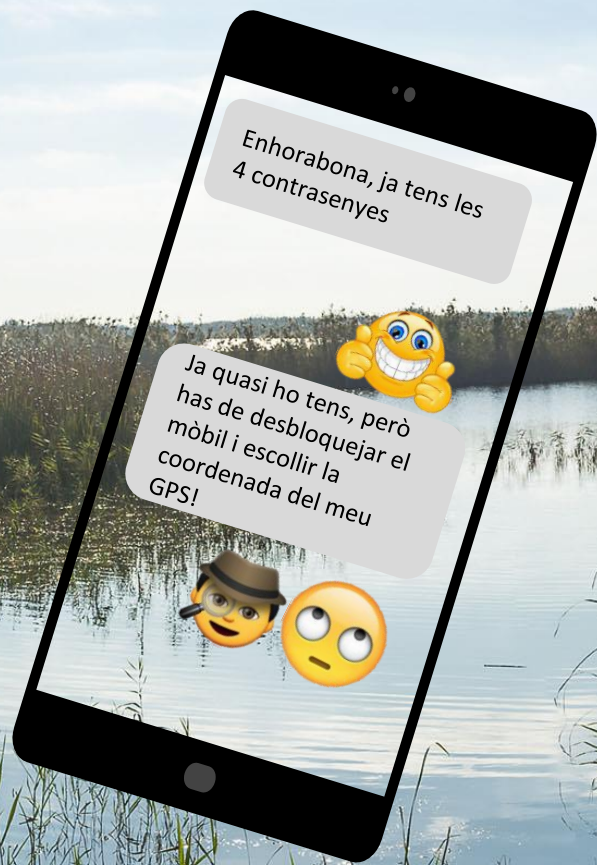 Enhorabona, ja tens les
4 contrasenyes
Ja quasi ho tens, però
has de desbloquejar el
mòbil i escollir la
coordenada del meu
GPS!